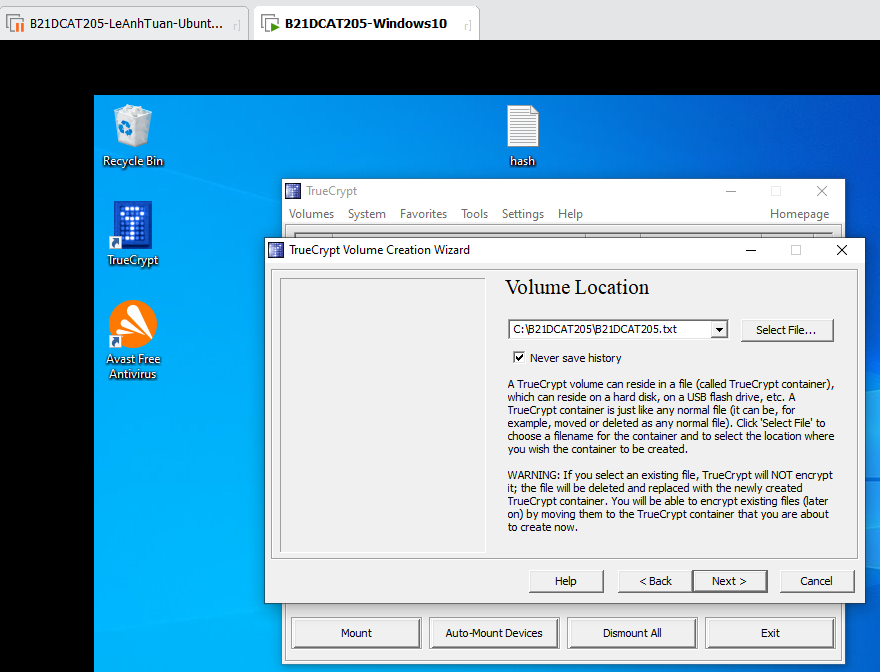 B21DCAT205-LeAnhTuan-Ubunt...
B21DCAT205-Windows10
Recycle Bin
hash
TrueCrypt
Avast Free
Antivirus
TrueCrypt
Volumes System Favorites Tools Settings Help Homepage
TrueCrypt Volume Creation Wizard
Volume Location
C:\B21DCAT205\B21DCAT205.txt
Select File...
Never save history
A TrueCrypt volume can reside in a file (called TrueCrypt container),
which can reside on a hard disk, on a USB flash drive, etc. A
TrueCrypt container is just like any normal file (it can be, for
example, moved or deleted as any normal file). Click 'Select File' to
choose a filename for the container and to select the location where
you wish the container to be created.
WARNING: If you select an existing file, TrueCrypt will NOT encrypt
it; the file will be deleted and replaced with the newly created
TrueCrypt container. You will be able to encrypt existing files (later
on) by moving them to the TrueCrypt container that you are about
to create now.
Help < Back Next > Cancel
Mount Auto-Mount Devices Dismount All Exit